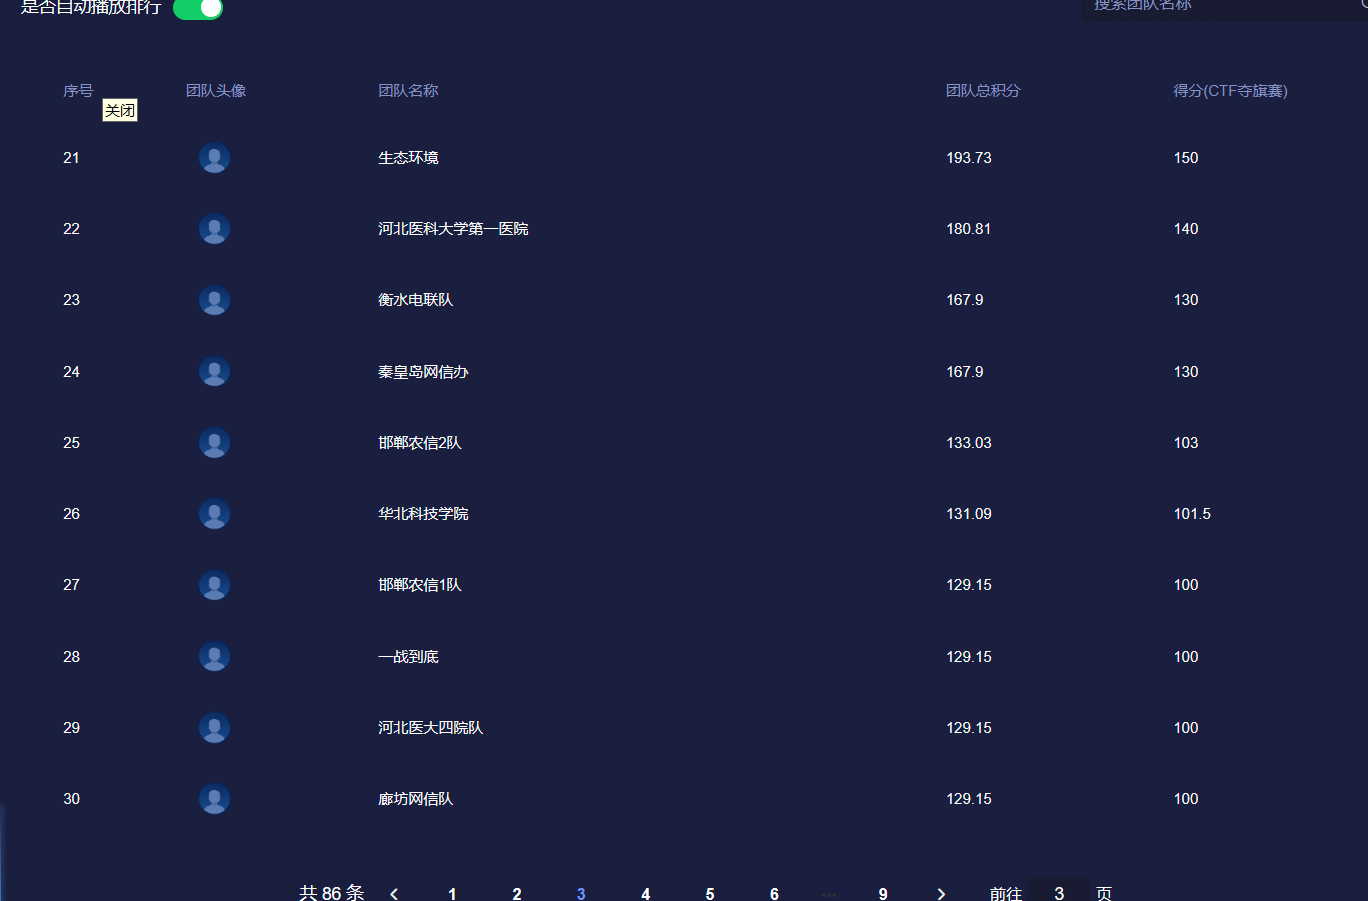 是否自动播放排行 搜索团队名称
序号 团队头像 团队名称 团队总积分 得分(CTF夺旗赛)
关闭
21 生态环境 193.73 150
22 河北医科大学第一医院 180.81 140
23 衡水电联队 167.9 130
24 秦皇岛网信办 167.9 130
25 邯郸农信2队 133.03 103
26 华北科技学院 131.09 101.5
27 邯郸农信1队 129.15 100
28 一战到底 129.15 100
29 河北医大四院队 129.15 100
30 廊坊网信队 129.15 100
共 86 条 1 2 3 4 5 6 ··· 9 前往 3 页